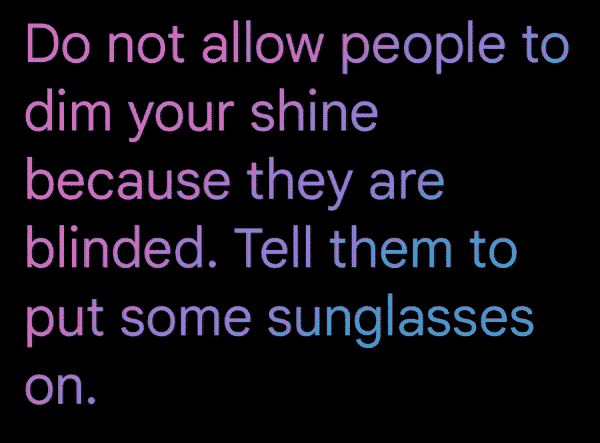 Do not allow people to
dim your shine
because they are
blinded. Tell them to
put some sunglasses
on.